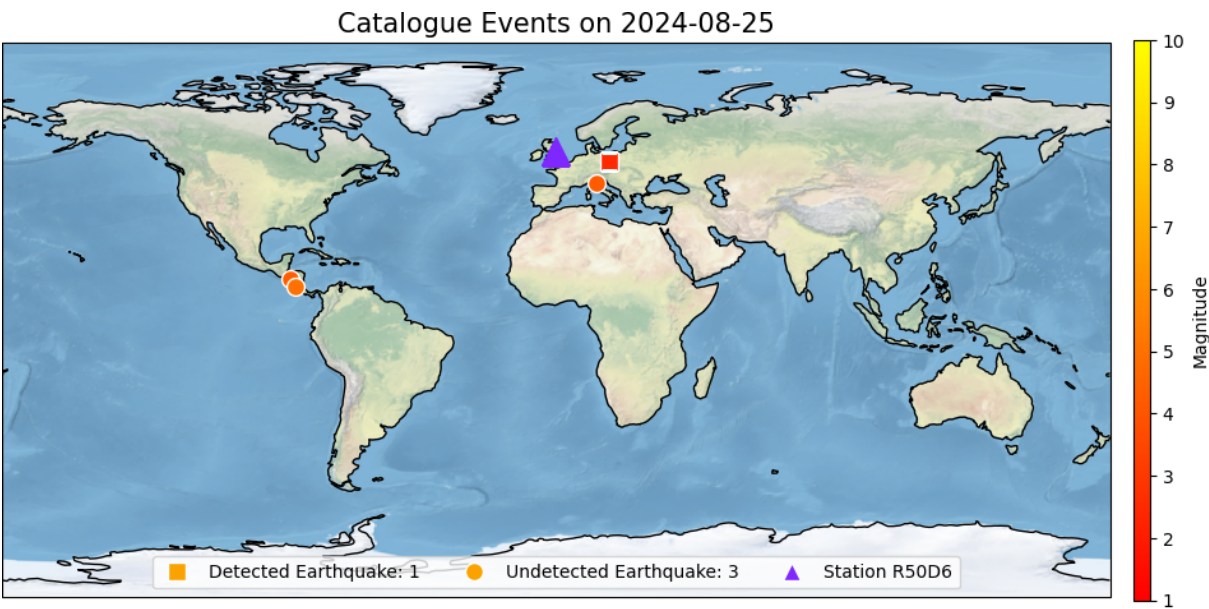 Catalogue Events on 2024-08-25
10
9
8
7
6
5
4
3
2
1
Magnitude
Detected Earthquake: 1
Undetected Earthquake: 3
Station R50D6